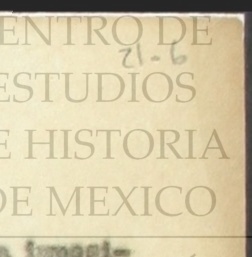 ENTRO DE
21-6
ESTUDIOS
E HISTORIA
DE MEXICO